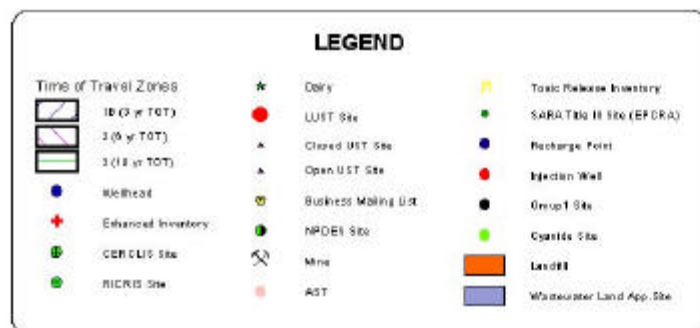 LEGEND
Time of Travel Zones
1B (3 yr TOT)
2 (6 yr TOT)
3 (10 yr TOT)
Wellhead
Enhanced Inventory
CERCLIS Site
RICRIS Site
Dairy
LUST Site
Closed UST Site
Open UST Site
Business Mailing List
NPDES Site
Mine
AST
Toxic Release Inventory
SARA Title III Site (EPCRA)
Recharge Point
Injection Well
Group1 Site
Cyanide Site
Landfill
Wastewater Land App. Site